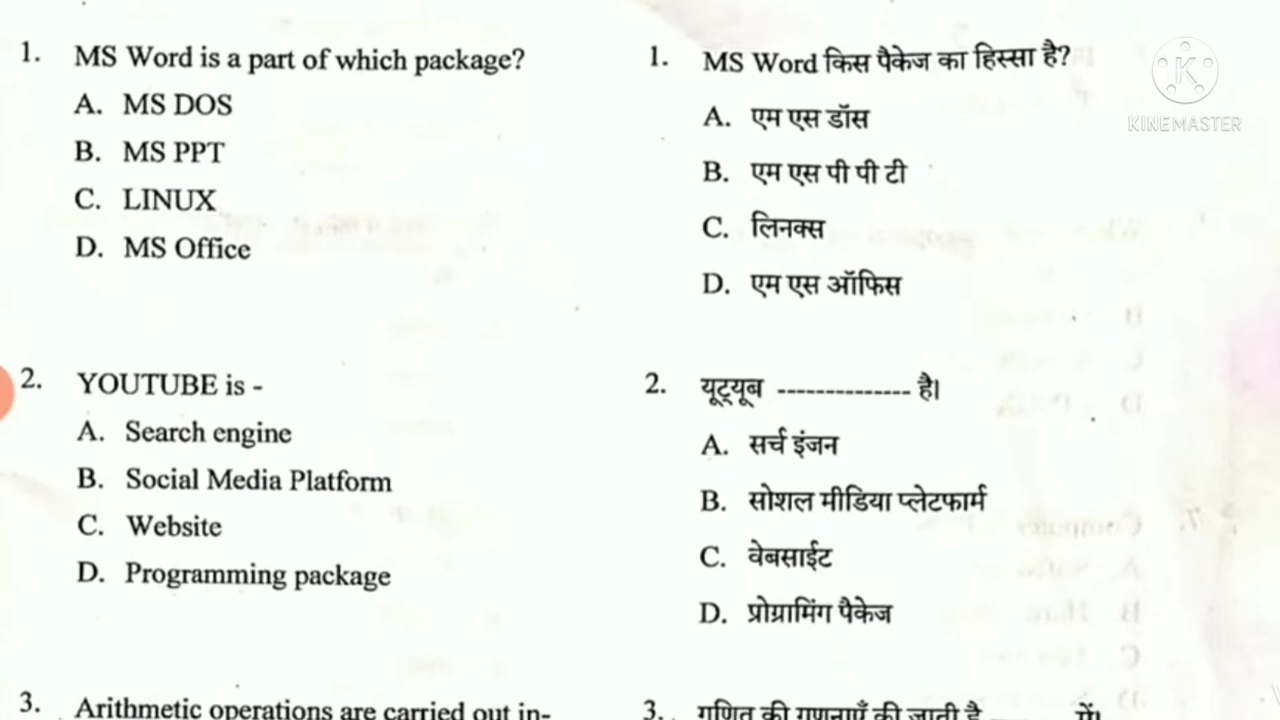 1. MS Word is a part of which package?
A. MS DOS
B. MS PPT
C. LINUX
D. MS Office
2. YOUTUBE is -
A. Search engine
B. Social Media Platform
C. Website
D. Programming package
3. Arithmetic operations are carried out in-
1. MS Word किस पैकेज का हिस्सा है?
A. एम एस डॉस
B. एम एस पी पी टी
C. लिनक्स
D. एम एस ऑफिस
2. यूट्यूब -------------- है।
A. सर्च इंजन
B. सोशल मीडिया प्लेटफार्म
C. वेबसाईट
D. प्रोग्रामिंग पैकेज
3. गणित की गणनाएँ की जाती है ------ में।
KINEMASTER